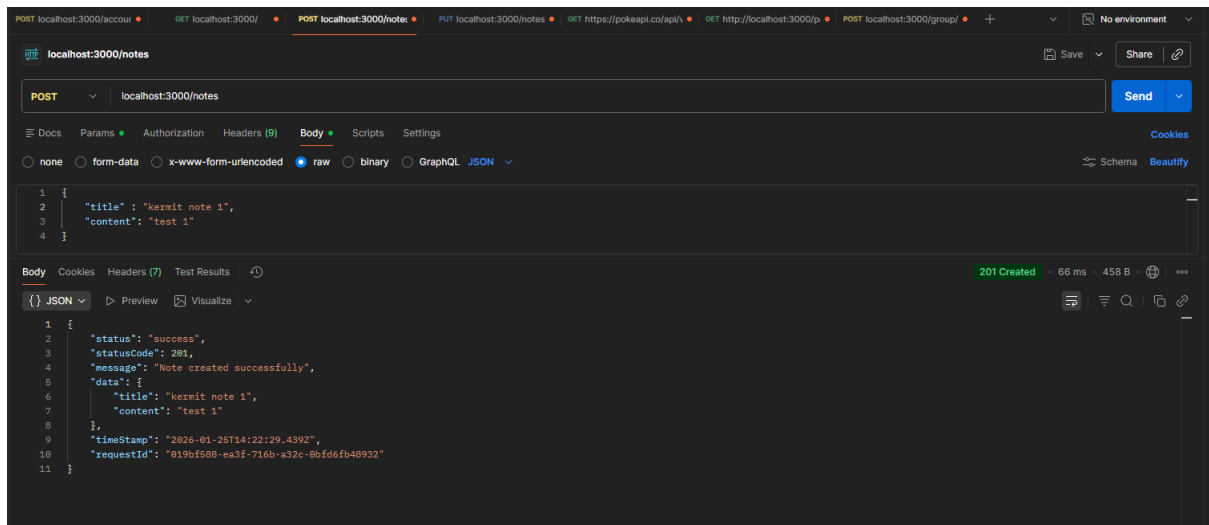 POST localhost:3000/accour GET localhost:3000/ POST localhost:3000/notes PUT localhost:3000/notes GET https://pokeapi.co/api/v GET http://localhost:3000/p POST localhost:3000/group/ No environment
HTTP localhost:3000/notes Save Share
POST localhost:3000/notes Send
Docs Params Authorization Headers (9) Body Scripts Settings Cookies
none form-data x-www-form-urlencoded raw binary GraphQL JSON Schema Beautify
1 {
2 "title" : "kermit note 1",
3 "content": "test 1"
4 }
Body Cookies Headers (7) Test Results 201 Created 66 ms 458 B
{} JSON Preview Visualize
1 {
2 "status": "success",
3 "statusCode": 201,
4 "message": "Note created successfully",
5 "data": {
6 "title": "kermit note 1",
7 "content": "test 1"
8 },
9 "timeStamp": "2026-01-25T14:22:29.439Z",
10 "requestId": "019bf588-ea3f-716b-a32c-0bfd6fb48932"
11 }